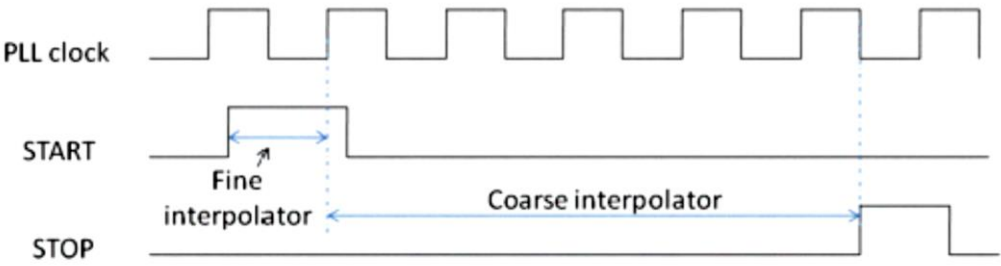 PLL clock
START
Fine
interpolator
Coarse interpolator
STOP